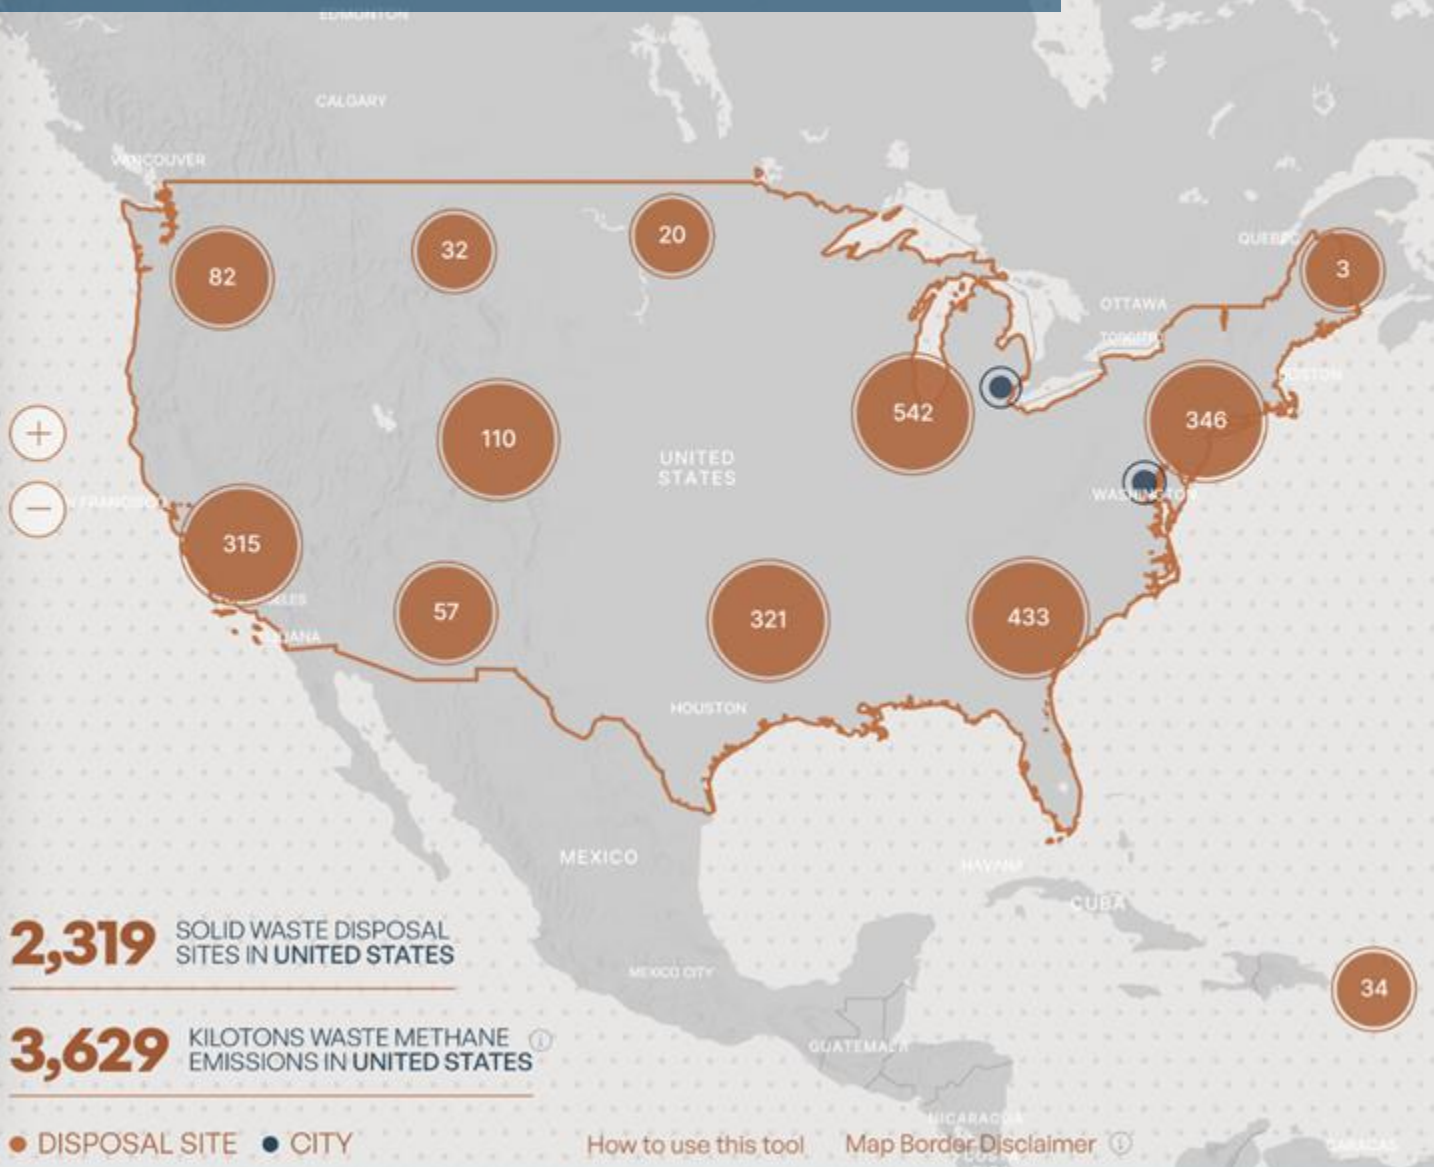 EDMONTON
CALGARY
VANCOUVER
20
32
QUEBEC
3
82
OTTAWA
TORONTO
BOSTON
542
346
110
UNITED
STATES
WASHINGTON
315
57
321
433
HOUSTON
MEXICO
HAVANA
CUBA
2,319 SOLID WASTE DISPOSAL
SITES IN UNITED STATES
MEXICO CITY
34
3,629 KILOTONS WASTE METHANE
EMISSIONS IN UNITED STATES
GUATEMALA
NICARAGUA
DISPOSAL SITE CITY
How to use this tool
Map Border Disclaimer
CARACAS